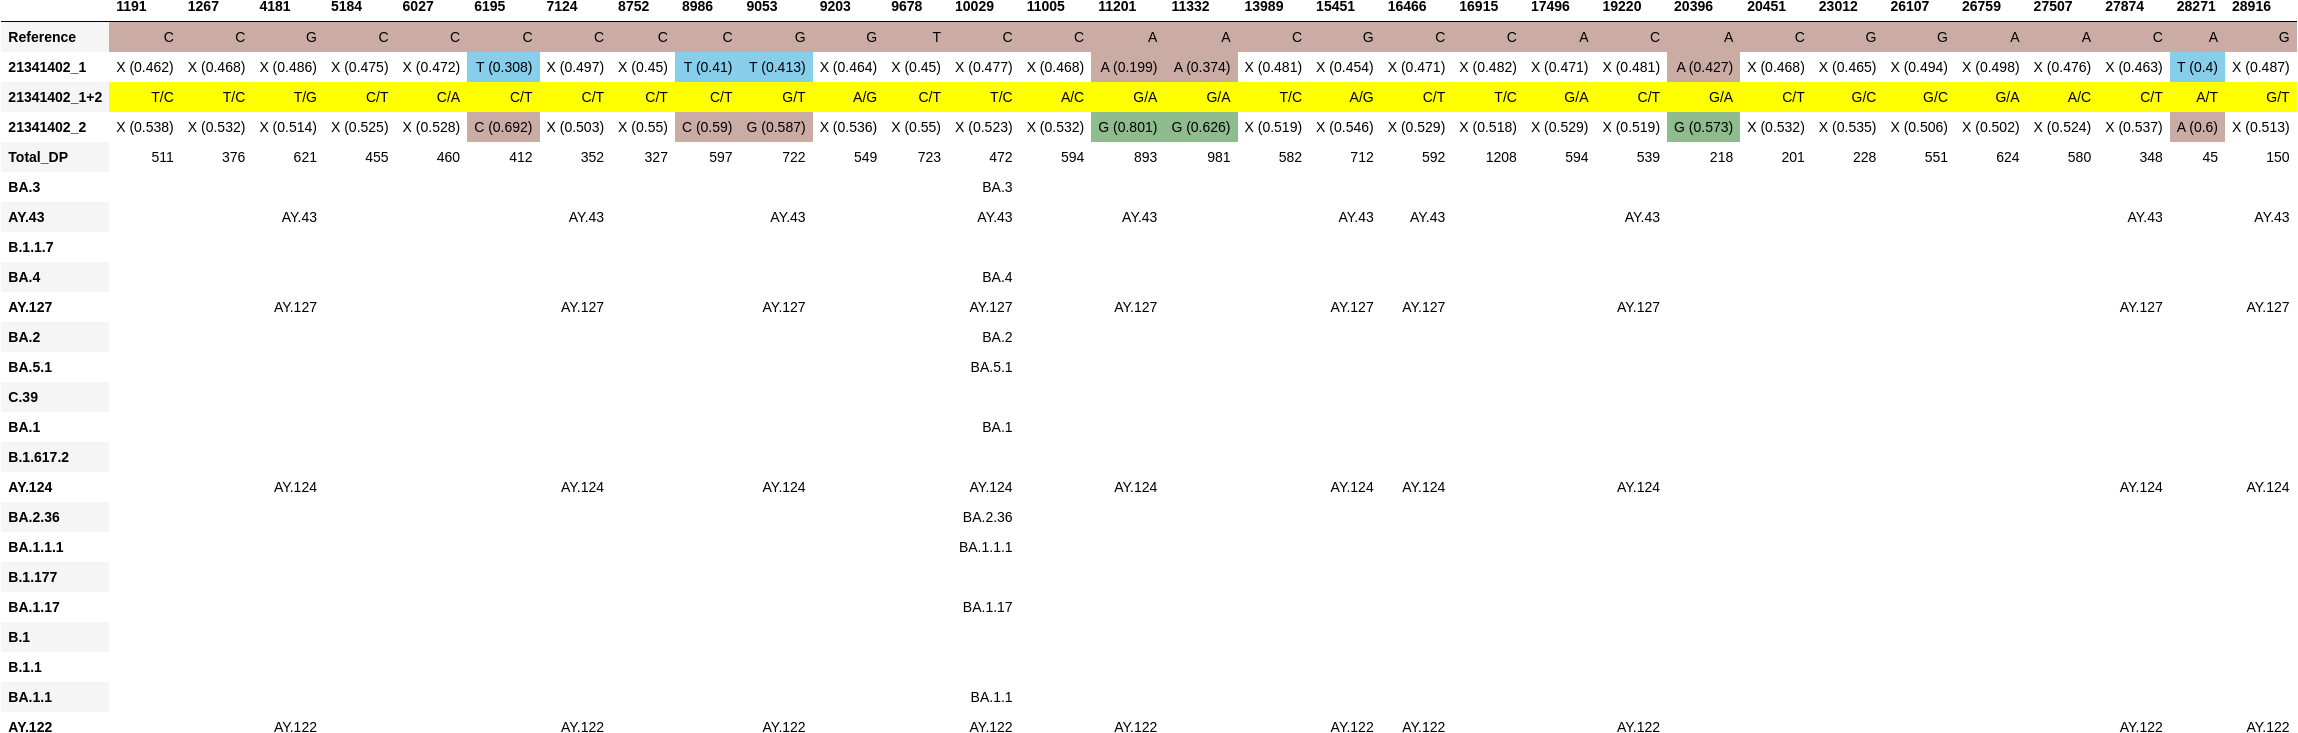 1191 1267 4181 5184 6027 6195 7124 8752 8986 9053 9203 9678 10029 11005 11201 11332 13989 15451 16466 16915 17496 19220 20396 20451 23012 26107 26759 27507 27874 28271 28916
Reference C C G C C C C C C G G T C C A A C G C C A C A C G G A A C A G
21341402_1 X (0.462) X (0.468) X (0.486) X (0.475) X (0.472) T (0.308) X (0.497) X (0.45) T (0.41) T (0.413) X (0.464) X (0.45) X (0.477) X (0.468) A (0.199) A (0.374) X (0.481) X (0.454) X (0.471) X (0.482) X (0.471) X (0.481) A (0.427) X (0.468) X (0.465) X (0.494) X (0.498) X (0.476) X (0.463) T (0.4) X (0.487)
21341402_1+2 T/C T/C T/G C/T C/A C/T C/T C/T C/T G/T A/G C/T T/C A/C G/A G/A T/C A/G C/T T/C G/A C/T G/A C/T G/C G/C G/A A/C C/T A/T G/T
21341402_2 X (0.538) X (0.532) X (0.514) X (0.525) X (0.528) C (0.692) X (0.503) X (0.55) C (0.59) G (0.587) X (0.536) X (0.55) X (0.523) X (0.532) G (0.801) G (0.626) X (0.519) X (0.546) X (0.529) X (0.518) X (0.529) X (0.519) G (0.573) X (0.532) X (0.535) X (0.506) X (0.502) X (0.524) X (0.537) A (0.6) X (0.513)
Total_DP 511 376 621 455 460 412 352 327 597 722 549 723 472 594 893 981 582 712 592 1208 594 539 218 201 228 551 624 580 348 45 150
BA.3 BA.3
AY.43 AY.43 AY.43 AY.43 AY.43 AY.43 AY.43 AY.43 AY.43 AY.43 AY.43
B.1.1.7
BA.4 BA.4
AY.127 AY.127 AY.127 AY.127 AY.127 AY.127 AY.127 AY.127 AY.127 AY.127 AY.127
BA.2 BA.2
BA.5.1 BA.5.1
C.39
BA.1 BA.1
B.1.617.2
AY.124 AY.124 AY.124 AY.124 AY.124 AY.124 AY.124 AY.124 AY.124 AY.124 AY.124
BA.2.36 BA.2.36
BA.1.1.1 BA.1.1.1
B.1.177
BA.1.17 BA.1.17
B.1
B.1.1
BA.1.1 BA.1.1
AY.122 AY.122 AY.122 AY.122 AY.122 AY.122 AY.122 AY.122 AY.122 AY.122 AY.122